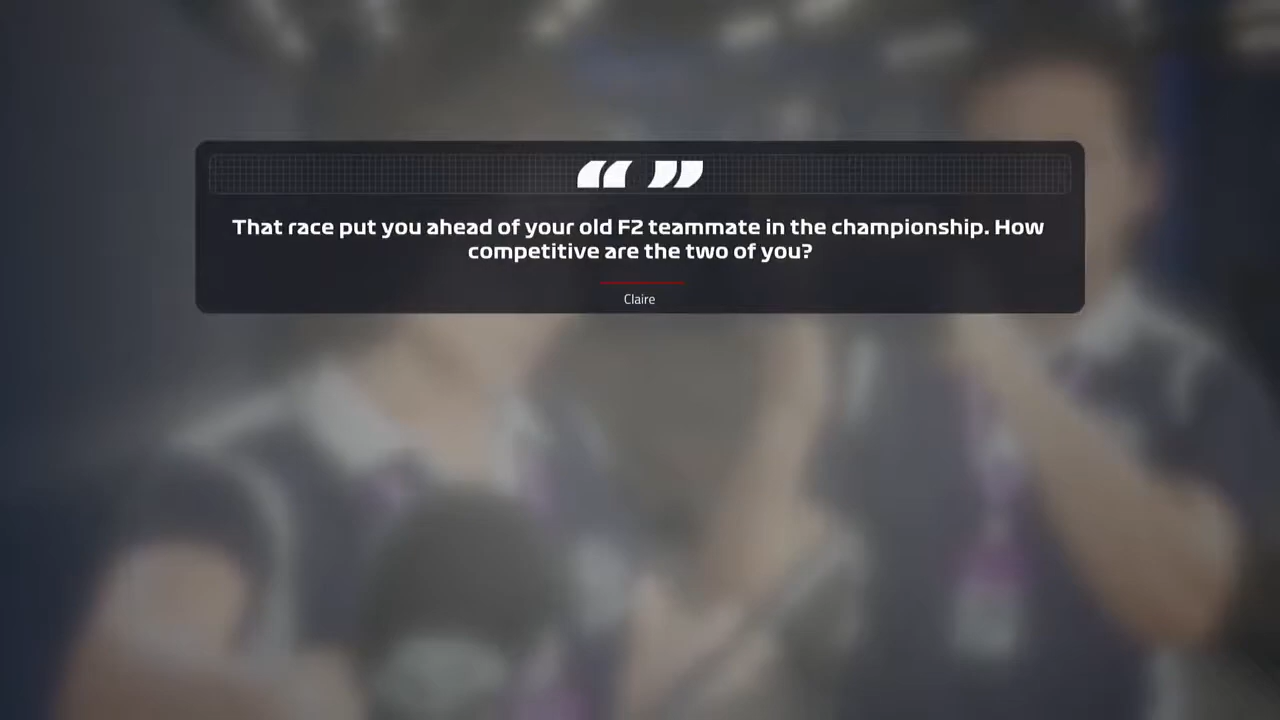 “ ”
That race put you ahead of your old F2 teammate in the championship. How
competitive are the two of you?
Claire